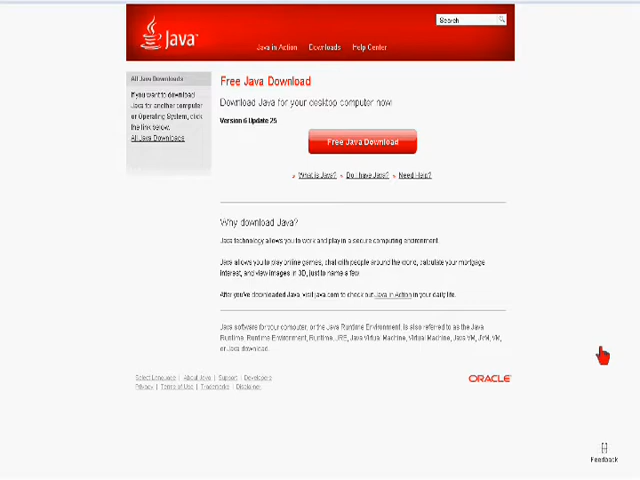 Search
Java™
Java in Action
Downloads
Help Center
All Java Downloads
If you want to download
Java for another computer
or Operating System, click
the link below.
All Java Downloads
Free Java Download
Download Java for your desktop computer now
Version 6 Update 25
Free Java Download
» What is Java? » Do I have Java? » Need Help?
Why download Java?
Java technology allows you to work and play in a secure computing environment.
Java allows you to play online games, chat with people around the world, calculate your mortgage
interest, and view images in 3D, just to name a few.
After you've downloaded Java, visit java.com to check out Java in Action in your daily life.
Java software for your computer, or the Java Runtime Environment, is also referred to as the Java
Runtime, Runtime Environment, Runtime, JRE, Java Virtual Machine, Virtual Machine, Java VM, JVM, VM,
or Java download.
Select Language | About Java | Support | Developers
Privacy | Terms of Use | Trademarks | Disclaimer
ORACLE
[-]
Feedback